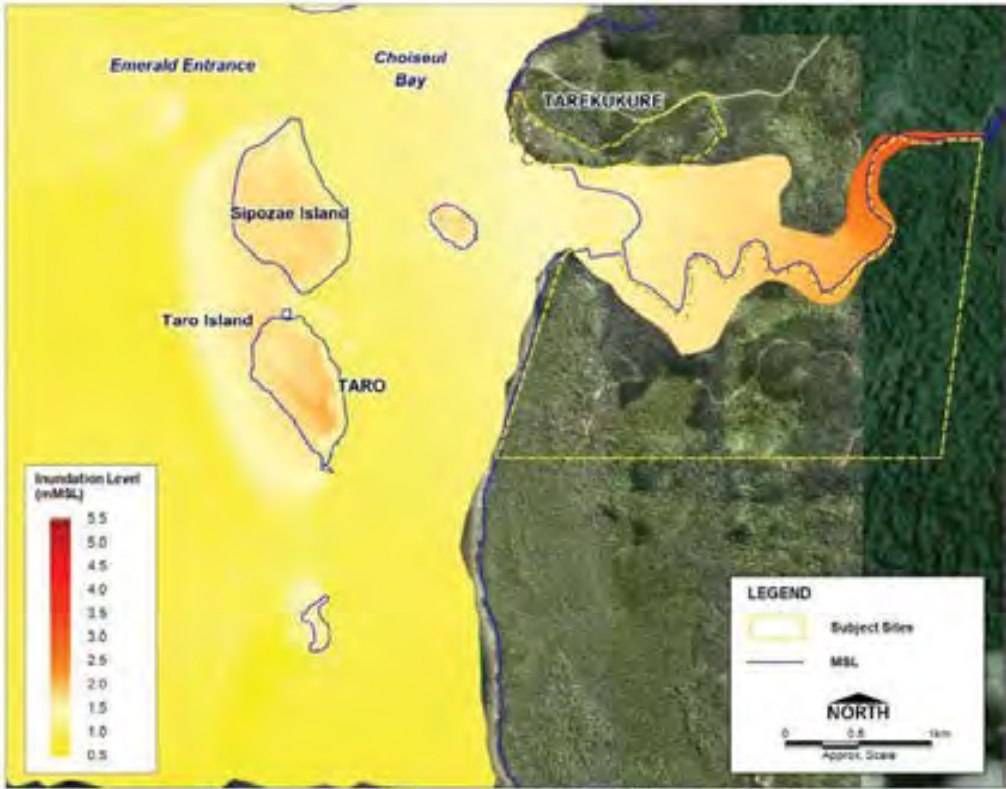 Emerald Entrance
Choiseul
Bay
TAREKUKURE
Sipozae Island
Taro Island
TARO
Inundation Level
(mMSL)
5.5
5.0
4.5
4.0
3.5
3.0
2.5
2.0
1.5
1.0
0.5
LEGEND
Subject Sites
MSL
NORTH
0 0.5 1km
Approx. Scale